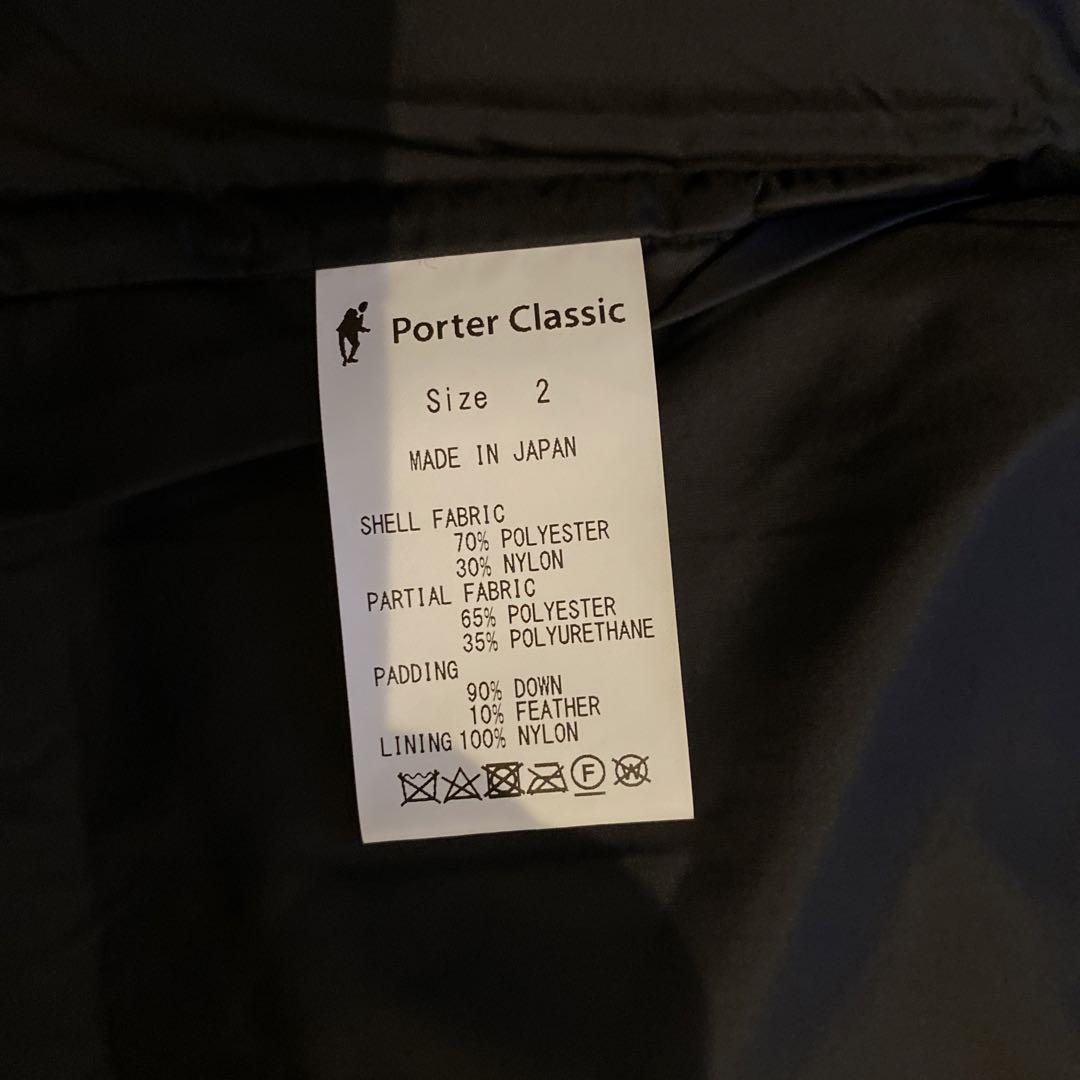 Porter Classic
Size 2
MADE IN JAPAN
SHELL FABRIC
70% POLYESTER
30% NYLON
PARTIAL FABRIC
65% POLYESTER
35% POLYURETHANE
PADDING
90% DOWN
10% FEATHER
LINING 100% NYLON
F W